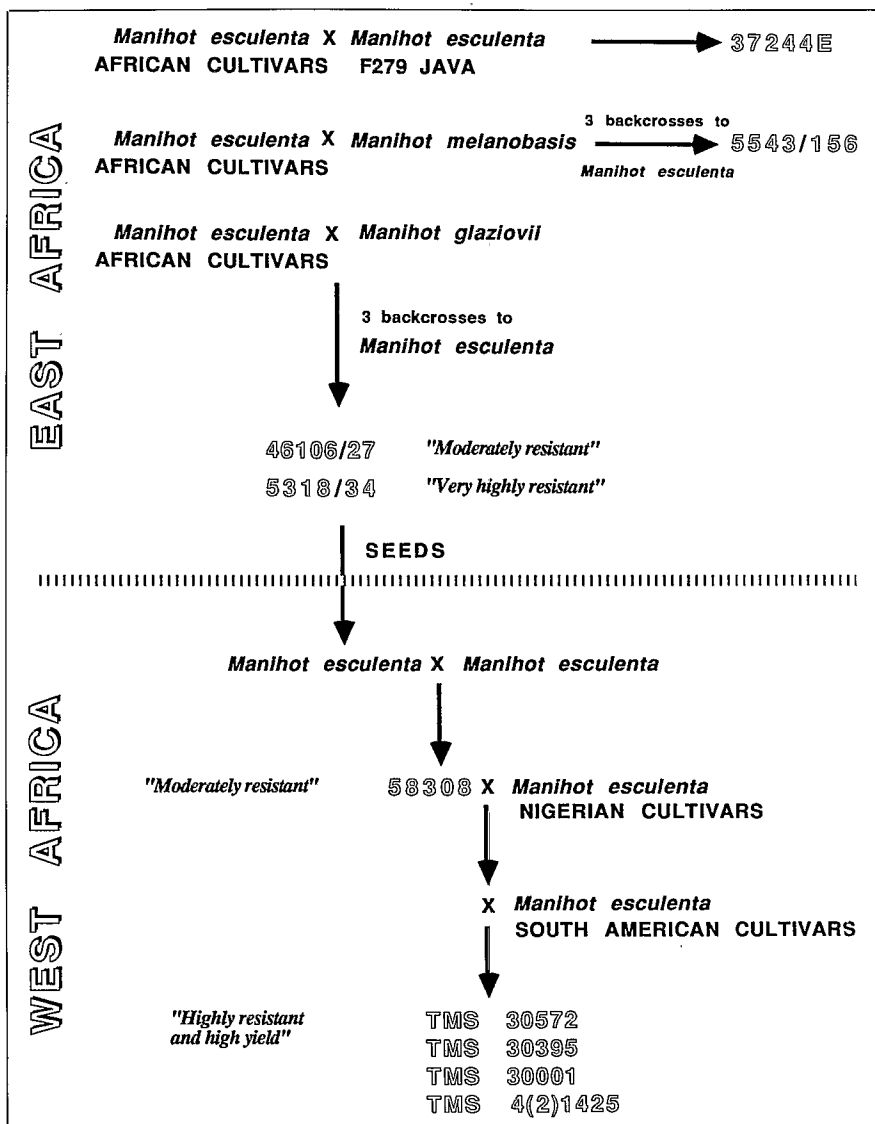 EAST AFRICA
Manihot esculenta X Manihot esculenta 37244E
AFRICAN CULTIVARS F279 JAVA
3 backcrosses to
Manihot esculenta X Manihot melanobasis 5543/156
AFRICAN CULTIVARS Manihot esculenta
Manihot esculenta X Manihot glaziovii
AFRICAN CULTIVARS
3 backcrosses to
Manihot esculenta
46106/27 "Moderately resistant"
5318/34 "Very highly resistant"
SEEDS
WEST AFRICA
Manihot esculenta X Manihot esculenta
"Moderately resistant" 58308 X Manihot esculenta
NIGERIAN CULTIVARS
X Manihot esculenta
SOUTH AMERICAN CULTIVARS
"Highly resistant TMS 30572
and high yield"
TMS 30395
TMS 30001
TMS 4(2)1425